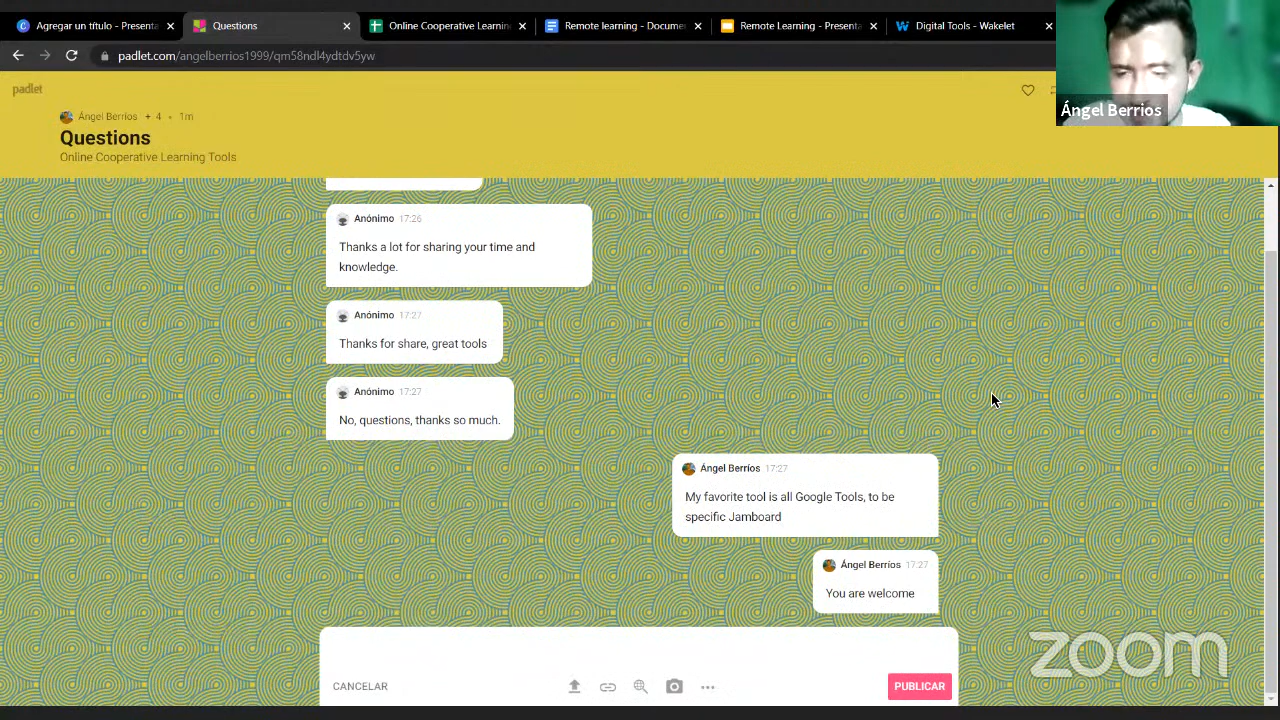 Agregar un título - Presenta
Questions
Online Cooperative Learnin
Remote learning - Docume
Remote Learning - Presenta
Digital Tools - Wakelet
padlet.com/angelberrios1999/qm58ndl4ydtdv5yw
padlet
Ángel Berríos + 4 • 1m
Questions
Online Cooperative Learning Tools
Ángel Berrios
Anónimo 17:26
Thanks a lot for sharing your time and
knowledge.
Anónimo 17:27
Thanks for share, great tools
Anónimo 17:27
No, questions, thanks so much.
Ángel Berríos 17:27
My favorite tool is all Google Tools, to be
specific Jamboard
Ángel Berríos 17:27
You are welcome
CANCELAR
PUBLICAR
zoom